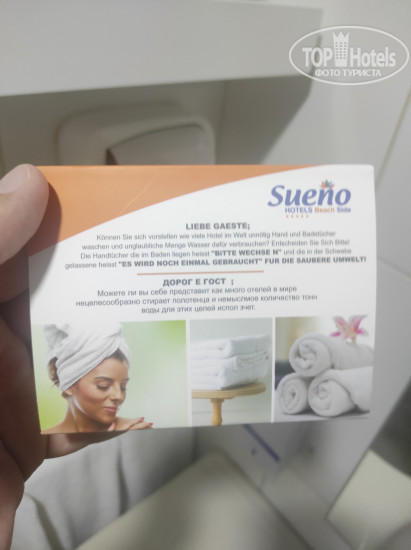 TOP Hotels
ФОТО ТУРИСТА
Sueno
HOTELS Beach Side
LIEBE GAESTE;
Können Sie sich vorstellen wie viele Hotel im Welt unnötig Hand und Badetücher
waschen und unglaubliche Menge Wasser dafür verbrauchen? Entscheiden Sie Sich Bitte!
Die Handtücher die im Baden liegen heisst "BITTE WECHSE N" und die in der Schwebe
gelassene heisst "ES WIRD NOCH EINMAL GEBRAUCHT" FUR DIE SAUBERE UMWELT!
ДОРОГ Е ГОСТ ;
Можете ли вы себе представит как много отелей в мире
нецелесообразно стирает полотенца и немыслимое количество тонн
воды для этих целей испол зчет.